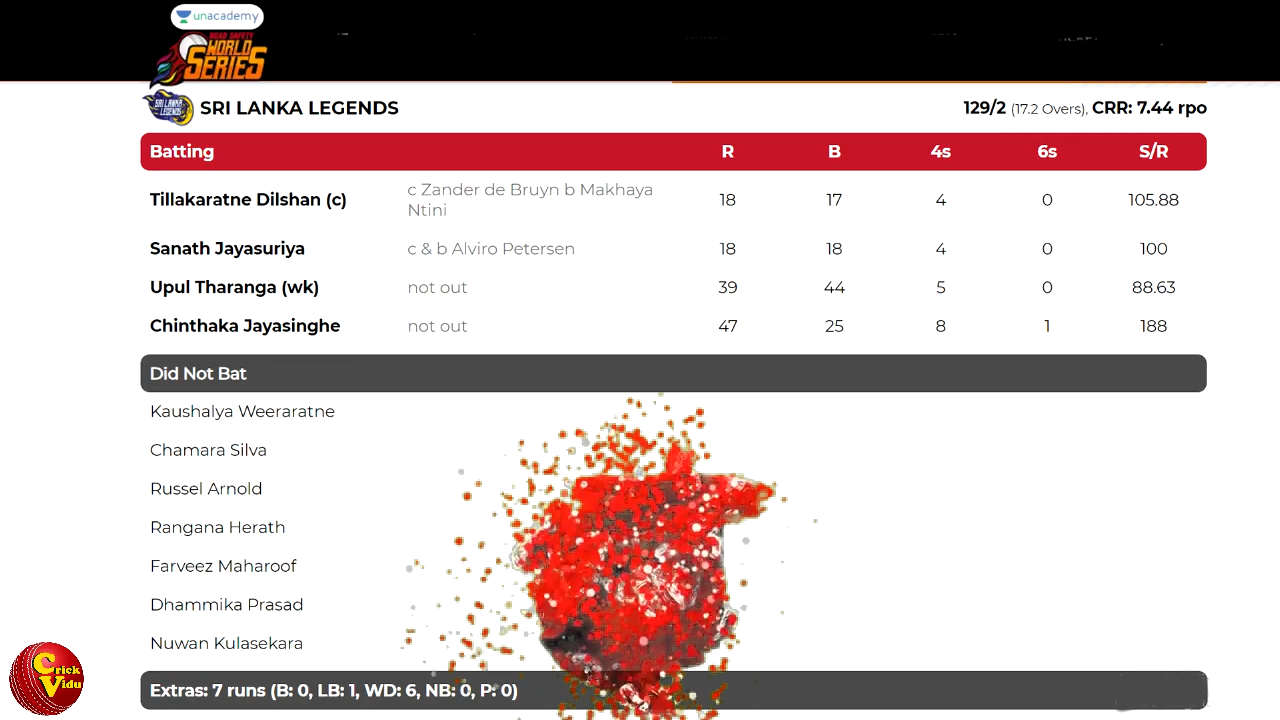 unacademy
ROAD SAFETY
WORLD
SERIES
SRI LANKA
LEGENDS
SRI LANKA LEGENDS 129/2 (17.2 Overs), CRR: 7.44 rpo
Batting R B 4s 6s S/R
Tillakaratne Dilshan (c) c Zander de Bruyn b Makhaya Ntini 18 17 4 0 105.88
Sanath Jayasuriya c & b Alviro Petersen 18 18 4 0 100
Upul Tharanga (wk) not out 39 44 5 0 88.63
Chinthaka Jayasinghe not out 47 25 8 1 188
Did Not Bat
Kaushalya Weeraratne
Chamara Silva
Russel Arnold
Rangana Herath
Farveez Maharoof
Dhammika Prasad
Nuwan Kulasekara
Extras: 7 runs (B: 0, LB: 1, WD: 6, NB: 0, P: 0)
Crick
Vidu